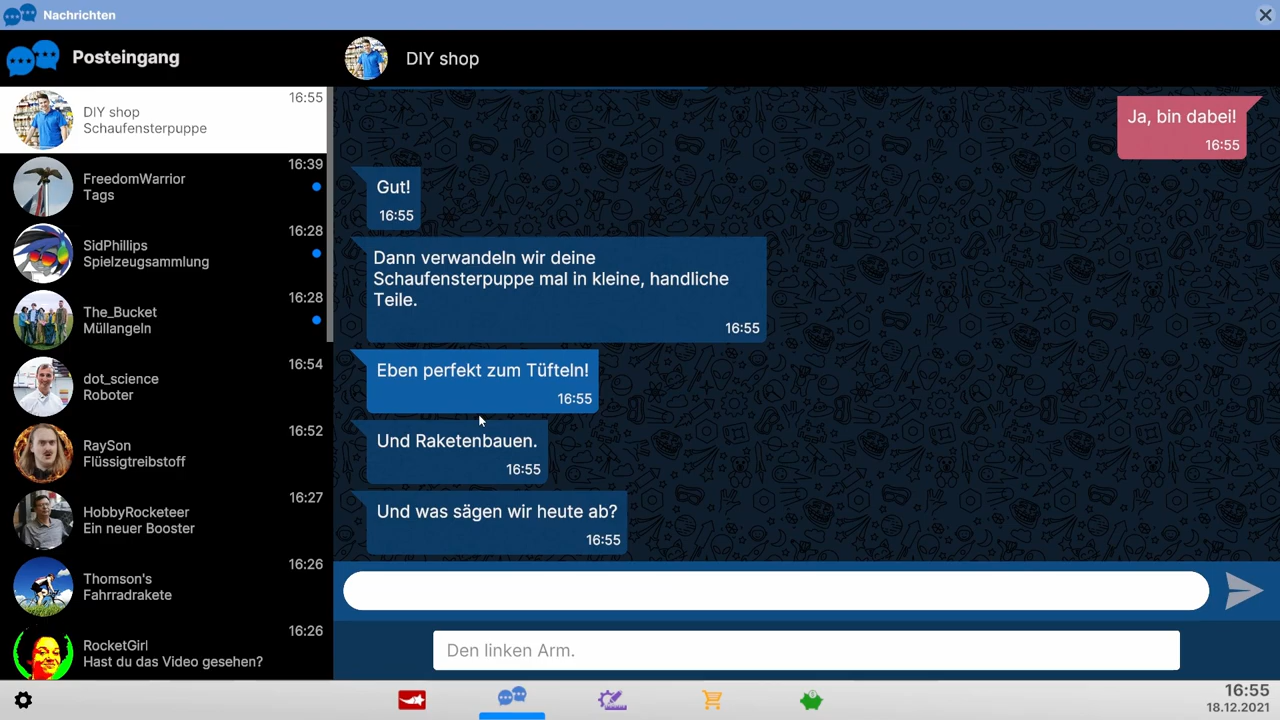 Nachrichten
Posteingang
DIY shop
16:55
DIY shop
Schaufensterpuppe
16:39
FreedomWarrior
Tags
16:28
SidPhillips
Spielzeugsammlung
16:28
The_Bucket
Müllangeln
16:54
dot_science
Roboter
16:52
RaySon
Flüssigtreibstoff
16:27
HobbyRocketeer
Ein neuer Booster
16:26
Thomson's
Fahrradrakete
16:26
RocketGirl
Hast du das Video gesehen?
Ja, bin dabei!
16:55
Gut!
16:55
Dann verwandeln wir deine
Schaufensterpuppe mal in kleine, handliche
Teile.
16:55
Eben perfekt zum Tüfteln!
16:55
Und Raketenbauen.
16:55
Und was sägen wir heute ab?
16:55
Den linken Arm.
16:55
18.12.2021